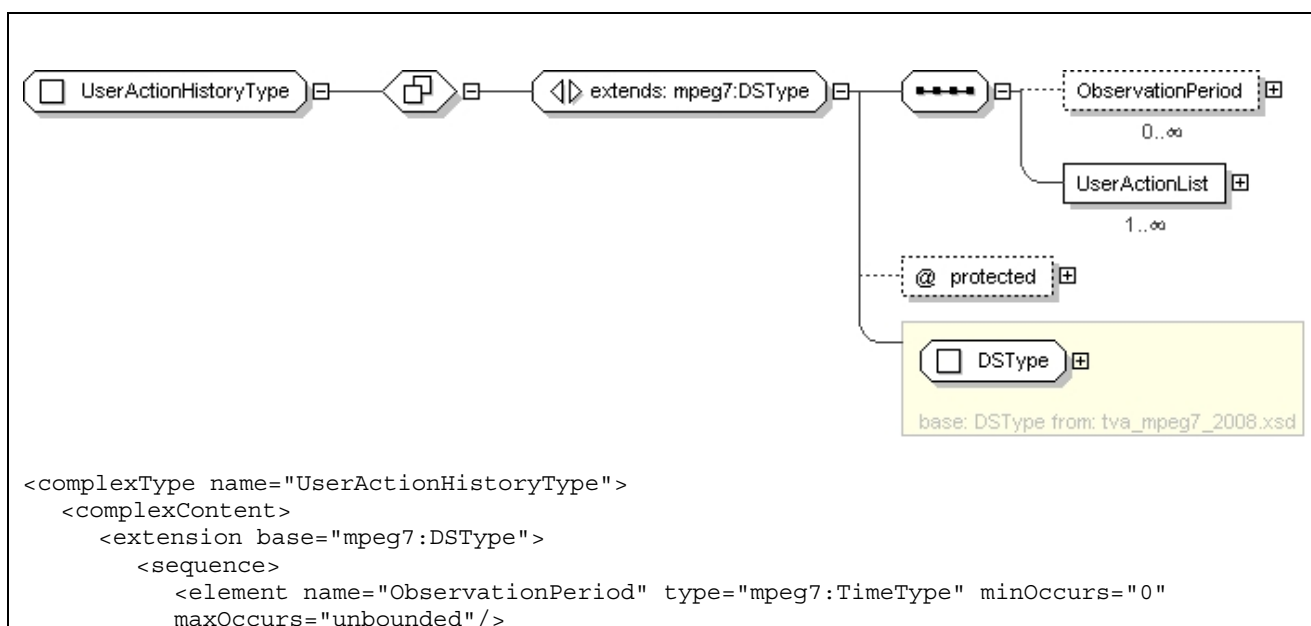 UserActionHistoryType
extends: mpeg7:DSType
ObservationPeriod
0..∞
UserActionList
1..∞
@ protected
DSType
base: DSType from: tva_mpeg7_2008.xsd
<complexType name="UserActionHistoryType">
<complexContent>
<extension base="mpeg7:DSType">
<sequence>
<element name="ObservationPeriod" type="mpeg7:TimeType" minOccurs="0"
maxOccurs="unbounded"/>